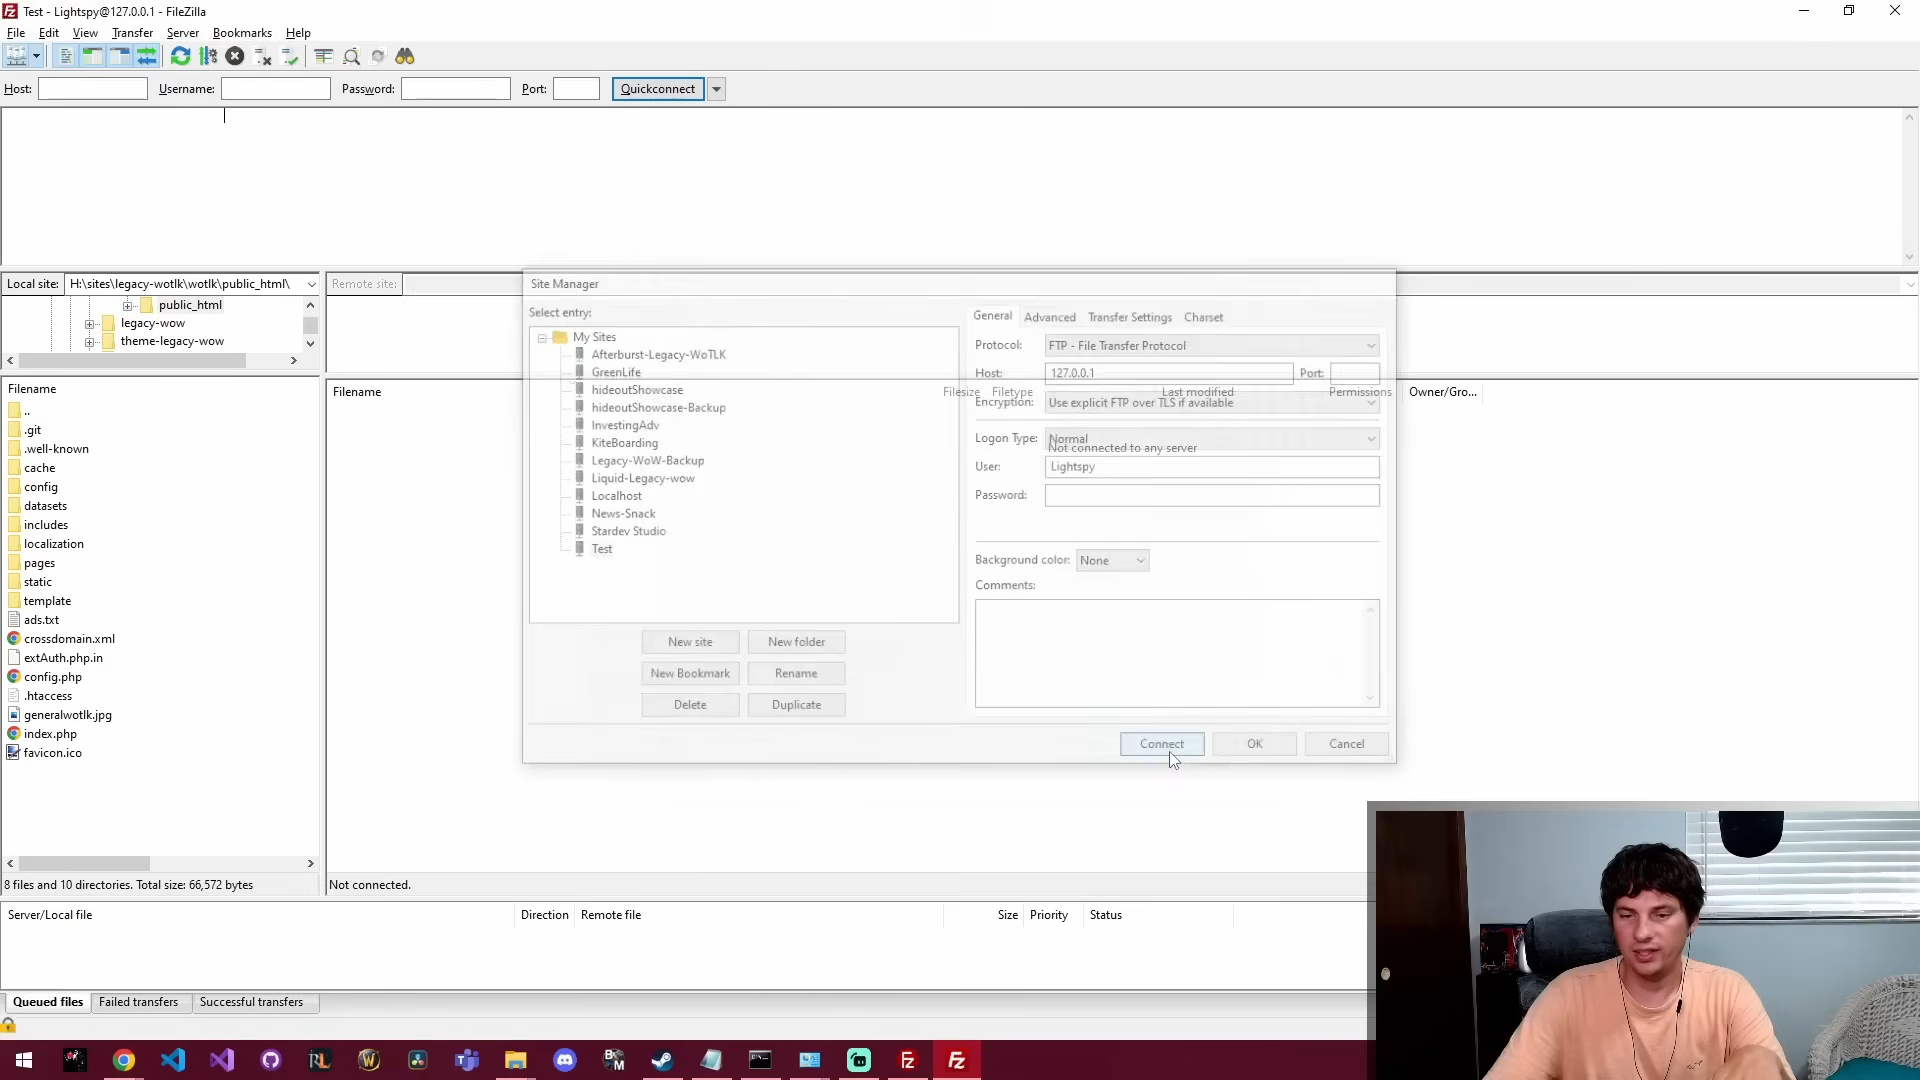 Test - Lightspy@127.0.0.1 - FileZilla
File Edit View Transfer Server Bookmarks Help
Host: Username: Password: Port: Quickconnect
Local site: H:\sites\legacy-wotlk\wotlk\public_html\
Remote site:
public_html
legacy-wow
theme-legacy-wow
Filename
..
.git
.well-known
cache
config
datasets
includes
localization
pages
static
template
ads.txt
crossdomain.xml
extAuth.php.in
config.php
.htaccess
generalwotlk.jpg
index.php
favicon.ico
8 files and 10 directories. Total size: 66,572 bytes
Filename Filesize Filetype Last modified Permissions Owner/Gro...
Not connected to any server
Not connected.
Site Manager
Select entry:
My Sites
Afterburst-Legacy-WoTLK
GreenLife
hideoutShowcase
hideoutShowcase-Backup
InvestingAdv
KiteBoarding
Legacy-WoW-Backup
Liquid-Legacy-wow
Localhost
News-Snack
Stardev Studio
Test
New site New folder
New Bookmark Rename
Delete Duplicate
General Advanced Transfer Settings Charset
Protocol: FTP - File Transfer Protocol
Host: 127.0.0.1 Port:
Encryption: Use explicit FTP over TLS if available
Logon Type: Normal
User: Lightspy
Password:
Background color: None
Comments:
Connect OK Cancel
Server/Local file Direction Remote file Size Priority Status
Queued files Failed transfers Successful transfers